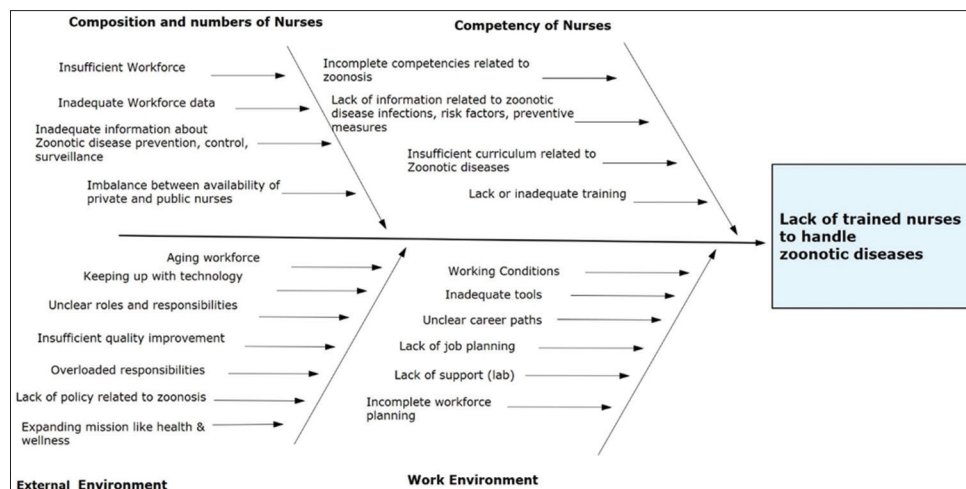 Composition and numbers of Nurses
Insufficient Workforce
Inadequate Workforce data
Inadequate information about
Zoonotic disease prevention, control,
surveillance
Imbalance between availability of
private and public nurses
Competency of Nurses
Incomplete competencies related to
zoonosis
Lack of information related to zoonotic
disease infections, risk factors, preventive
measures
Insufficient curriculum related to
Zoonotic diseases
Lack or inadequate training
Lack of trained nurses
to handle
zoonotic diseases
Aging workforce
Keeping up with technology
Unclear roles and responsibilities
Insufficient quality improvement
Overloaded responsibilities
Lack of policy related to zoonosis
Expanding mission like health &
wellness
External Environment
Working Conditions
Inadequate tools
Unclear career paths
Lack of job planning
Lack of support (lab)
Incomplete workforce
planning
Work Environment